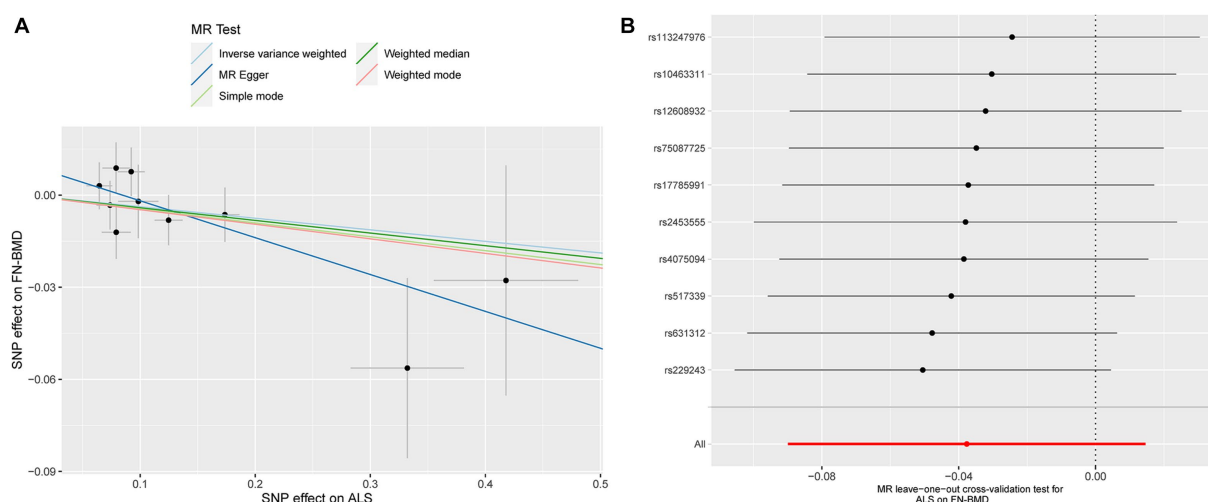 A
MR Test
Inverse variance weighted
Weighted median
MR Egger
Weighted mode
Simple mode
SNP effect on FN-BMD
0.00
−0.03
−0.06
−0.09
0.1
0.2
0.3
0.4
0.5
SNP effect on ALS
B
rs113247976
rs10463311
rs12608932
rs75087725
rs17785991
rs2453555
rs4075094
rs517339
rs631312
rs229243
All
−0.08
−0.04
0.00
MR leave−one−out cross−validation test for
ALS on FN−BMD